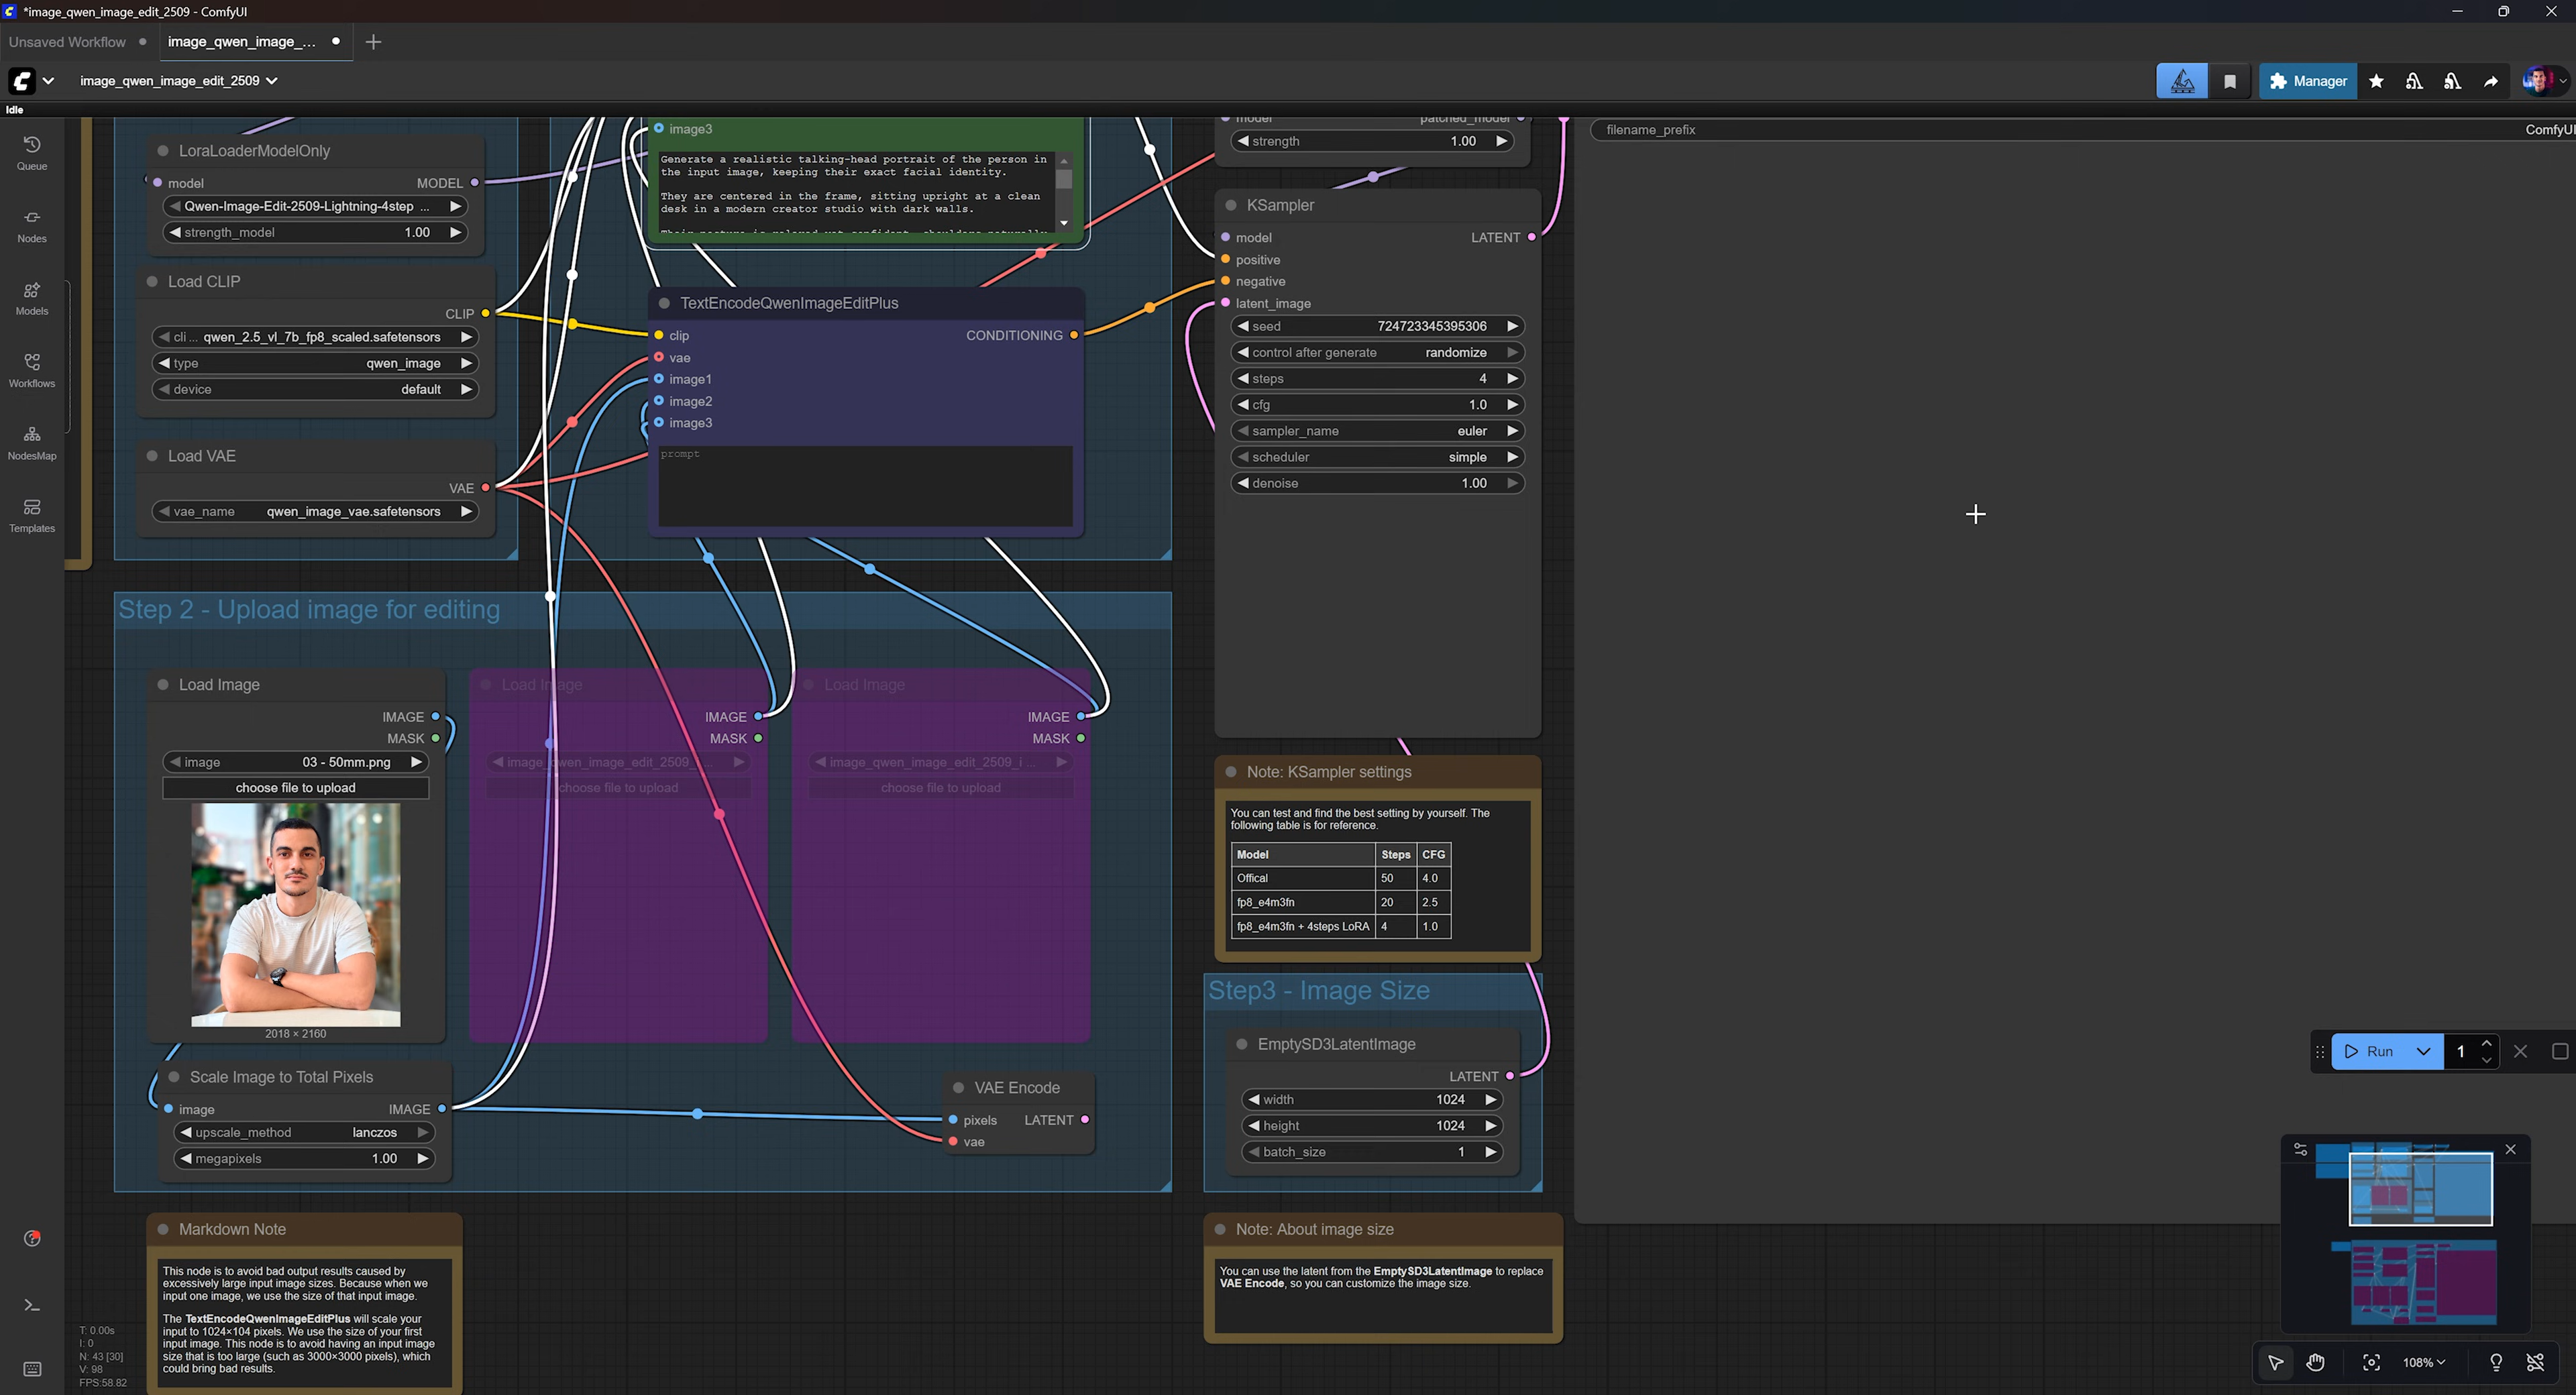 *image_qwen_image_edit_2509 - ComfyUI
Unsaved Workflow
image_qwen_image_...
image_qwen_image_edit_2509
Manager
Idle
Queue
Nodes
Models
Workflows
NodesMap
Templates
LoraLoaderModelOnly
model MODEL
Qwen-Image-Edit-2509-Lightning-4step ...
strength_model 1.00
Load CLIP
CLIP
cli ... qwen_2.5_vl_7b_fp8_scaled.safetensors
type qwen_image
device default
Load VAE
VAE
vae_name qwen_image_vae.safetensors
image3
Generate a realistic talking-head portrait of the person in
the input image, keeping their exact facial identity.
They are centered in the frame, sitting upright at a clean
desk in a modern creator studio with dark walls.
TextEncodeQwenImageEditPlus
clip CONDITIONING
vae
image1
image2
image3
prompt
model patched_model
strength 1.00
KSampler
model LATENT
positive
negative
latent_image
seed 724723345395306
control after generate randomize
steps 4
cfg 1.0
sampler_name euler
scheduler simple
denoise 1.00
filename_prefix ComfyUI
Step 2 - Upload image for editing
Load Image
IMAGE
MASK
image 03 - 50mm.png
choose file to upload
2018 × 2160
Load Image
IMAGE
MASK
image_qwen_image_edit_2509_...
choose file to upload
Load Image
IMAGE
MASK
image_qwen_image_edit_2509_i ...
choose file to upload
Scale Image to Total Pixels
image IMAGE
upscale_method lanczos
megapixels 1.00
VAE Encode
pixels LATENT
vae
Note: KSampler settings
You can test and find the best setting by yourself. The
following table is for reference.
Model Steps CFG
Offical 50 4.0
fp8_e4m3fn 20 2.5
fp8_e4m3fn + 4steps LoRA 4 1.0
Step3 - Image Size
EmptySD3LatentImage
LATENT
width 1024
height 1024
batch_size 1
Markdown Note
This node is to avoid bad output results caused by
excessively large input image sizes. Because when we
input one image, we use the size of that input image.
The TextEncodeQwenImageEditPlus will scale your
input to 1024×104 pixels. We use the size of your first
input image. This node is to avoid having an input image
size that is too large (such as 3000×3000 pixels), which
could bring bad results.
Note: About image size
You can use the latent from the EmptySD3LatentImage to replace
VAE Encode, so you can customize the image size.
T: 0.00s
I: 0
N: 43 [30]
V: 98
FPS:58.82
Run 1
108%